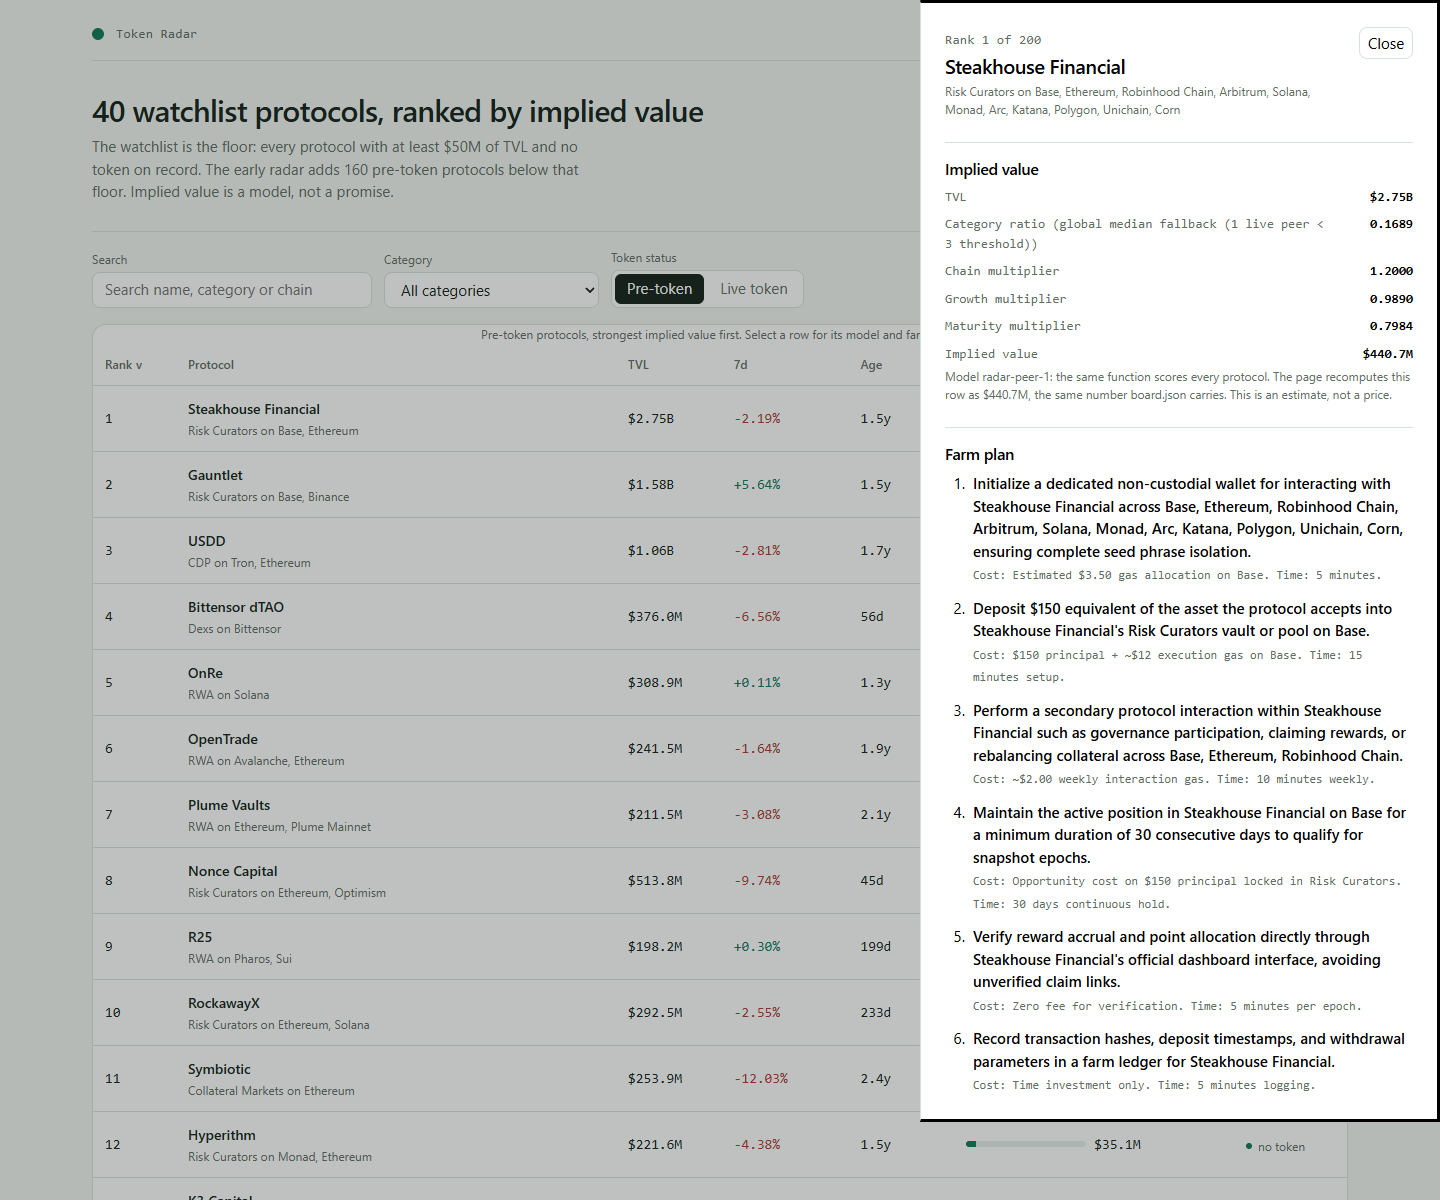 Token Radar
40 watchlist protocols, ranked by implied value
The watchlist is the floor: every protocol with at least $50M of TVL and no
token on record. The early radar adds 160 pre-token protocols below that
floor. Implied value is a model, not a promise.
Search
Category
Token status
Search name, category or chain
All categories
Pre-token
Live token
Pre-token protocols, strongest implied value first. Select a row for its model and
Rank v
Protocol
TVL
7d
Age
1
Steakhouse Financial
Risk Curators on Base, Ethereum
$2.75B
-2.19%
1.5y
2
Gauntlet
Risk Curators on Base, Binance
$1.58B
+5.64%
1.5y
3
USDD
CDP on Tron, Ethereum
$1.06B
-2.81%
1.7y
4
Bittensor dTAO
Dexs on Bittensor
$376.0M
-6.56%
56d
5
OnRe
RWA on Solana
$308.9M
+0.11%
1.3y
6
OpenTrade
RWA on Avalanche, Ethereum
$241.5M
-1.64%
1.9y
7
Plume Vaults
RWA on Ethereum, Plume Mainnet
$211.5M
-3.08%
2.1y
8
Nonce Capital
Risk Curators on Ethereum, Optimism
$513.8M
-9.74%
45d
9
R25
RWA on Pharos, Sui
$198.2M
+0.30%
199d
10
RockawayX
Risk Curators on Ethereum, Solana
$292.5M
-2.55%
233d
11
Symbiotic
Collateral Markets on Ethereum
$253.9M
-12.03%
2.4y
12
Hyperithm
Risk Curators on Monad, Ethereum
$221.6M
-4.38%
1.5y
$35.1M
no token
Rank 1 of 200
Close
Steakhouse Financial
Risk Curators on Base, Ethereum, Robinhood Chain, Arbitrum, Solana,
Monad, Arc, Katana, Polygon, Unichain, Corn
Implied value
TVL
$2.75B
Category ratio (global median fallback (1 live peer <
3 threshold))
0.1689
Chain multiplier
1.2000
Growth multiplier
0.9890
Maturity multiplier
0.7984
Implied value
$440.7M
Model radar-peer-1: the same function scores every protocol. The page recomputes this
row as $440.7M, the same number board.json carries. This is an estimate, not a price.
Farm plan
1. Initialize a dedicated non-custodial wallet for interacting with
Steakhouse Financial across Base, Ethereum, Robinhood Chain,
Arbitrum, Solana, Monad, Arc, Katana, Polygon, Unichain, Corn,
ensuring complete seed phrase isolation.
Cost: Estimated $3.50 gas allocation on Base. Time: 5 minutes.
2. Deposit $150 equivalent of the asset the protocol accepts into
Steakhouse Financial's Risk Curators vault or pool on Base.
Cost: $150 principal + ~$12 execution gas on Base. Time: 15
minutes setup.
3. Perform a secondary protocol interaction within Steakhouse
Financial such as governance participation, claiming rewards, or
rebalancing collateral across Base, Ethereum, Robinhood Chain.
Cost: ~$2.00 weekly interaction gas. Time: 10 minutes weekly.
4. Maintain the active position in Steakhouse Financial on Base for
a minimum duration of 30 consecutive days to qualify for
snapshot epochs.
Cost: Opportunity cost on $150 principal locked in Risk Curators.
Time: 30 days continuous hold.
5. Verify reward accrual and point allocation directly through
Steakhouse Financial's official dashboard interface, avoiding
unverified claim links.
Cost: Zero fee for verification. Time: 5 minutes per epoch.
6. Record transaction hashes, deposit timestamps, and withdrawal
parameters in a farm ledger for Steakhouse Financial.
Cost: Time investment only. Time: 5 minutes logging.